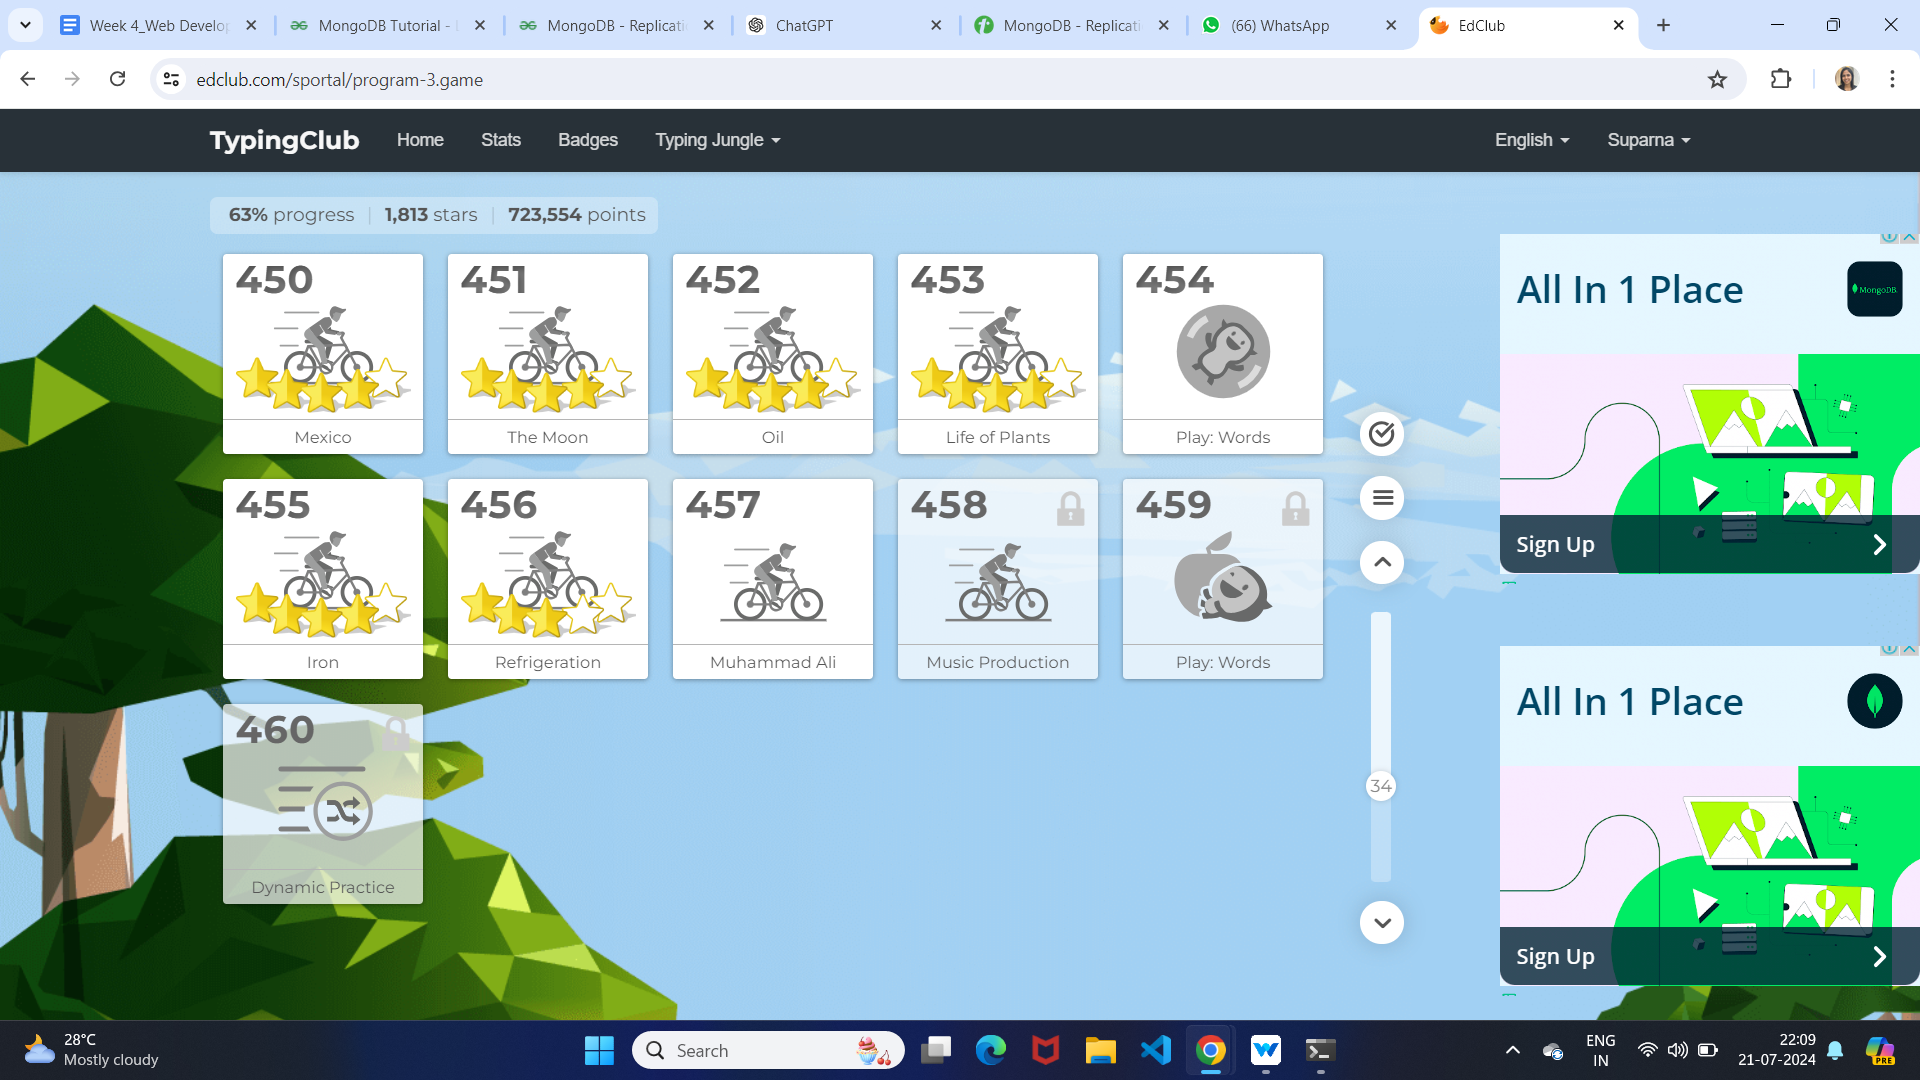 Week 4_Web Develop
MongoDB Tutorial -
MongoDB - Replicati
ChatGPT
MongoDB - Replicati
(66) WhatsApp
EdClub
edclub.com/sportal/program-3.game
TypingClub
Home
Stats
Badges
Typing Jungle
English
Suparna
63% progress
1,813 stars
723,554 points
450
Mexico
451
The Moon
452
Oil
453
Life of Plants
454
Play: Words
455
Iron
456
Refrigeration
457
Muhammad Ali
458
Music Production
459
Play: Words
460
Dynamic Practice
34
All In 1 Place
MongoDB.
Sign Up
All In 1 Place
Sign Up
28°C
Mostly cloudy
Search
ENG
IN
22:09
21-07-2024
PRE